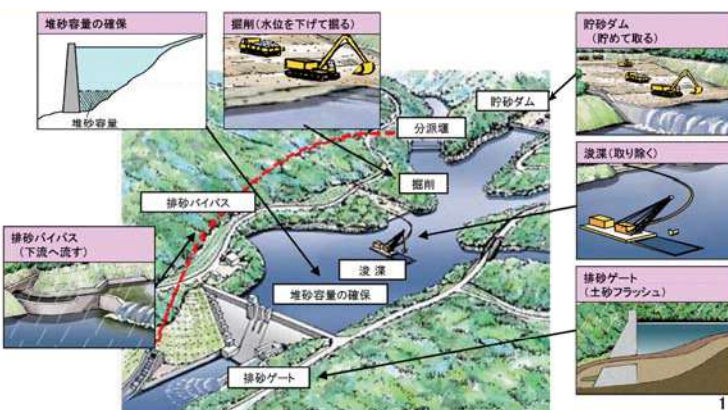 堆砂容量の確保
堆砂容量
掘削(水位を下げて掘る)
貯砂ダム
(貯めて取る)
貯砂ダム
分派堰
掘削
浚渫(取り除く)
排砂バイパス
排砂バイパス
(下流へ流す)
浚渫
堆砂容量の確保
排砂ゲート
(土砂フラッシュ)
排砂ゲート